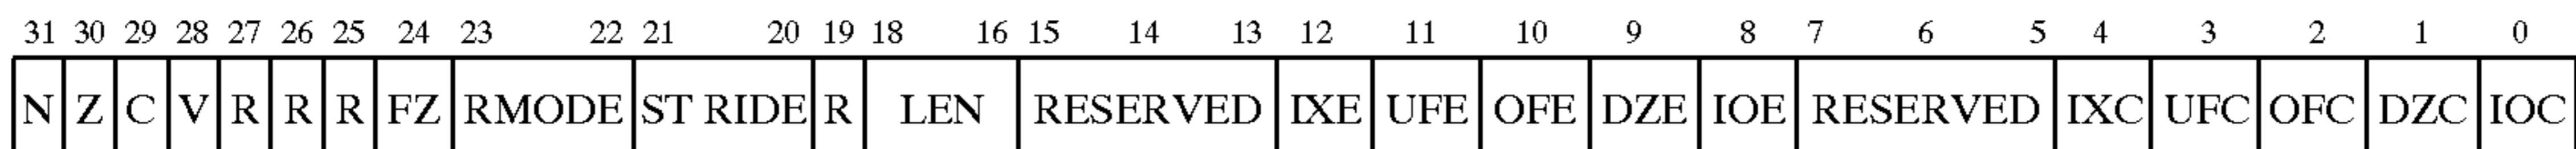 31 30 29 28 27 26 25 24 23 22 21 20 19 18 16 15 14 13 12 11 10 9 8 7 6 5 4 3 2 1 0
N Z C V R R R FZ RMODE ST RIDE R LEN RESERVED IXE UFE OFE DZE IOE RESERVED IXC UFC OFC DZC IOC